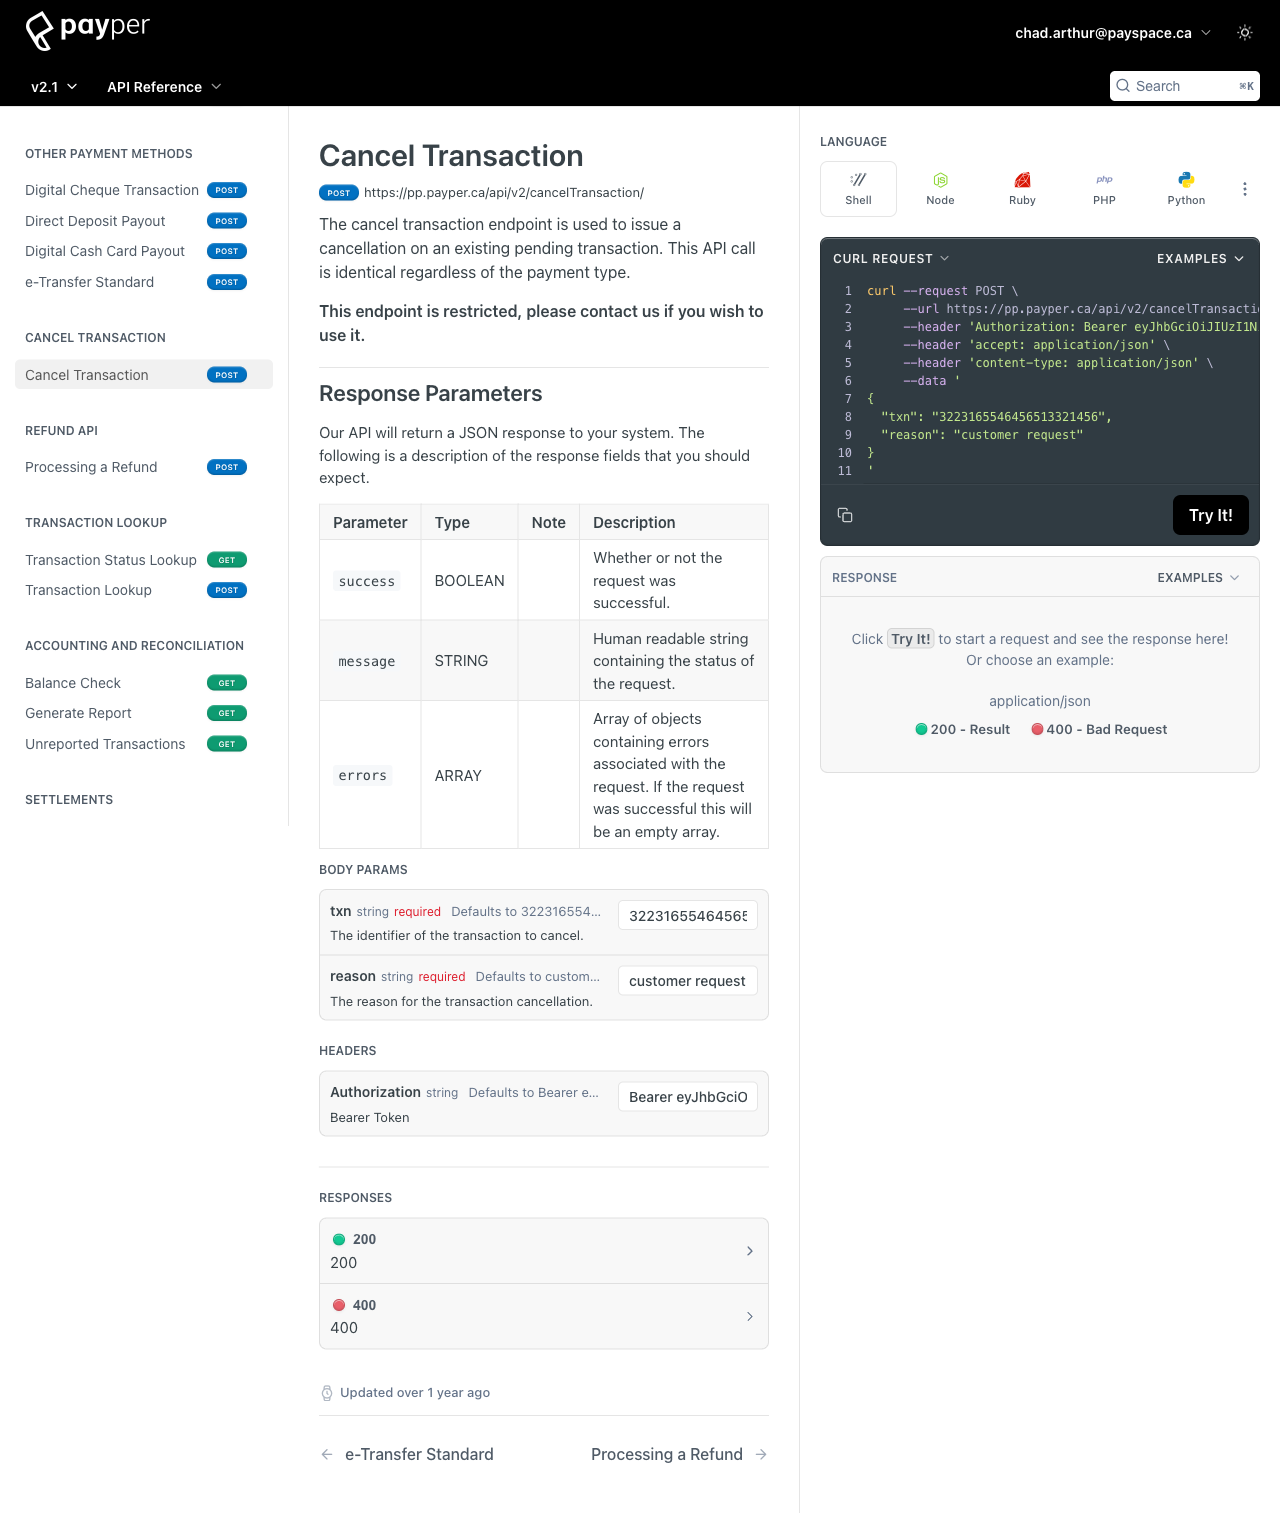 payper
chad.arthur@payspace.ca
v2.1
API Reference
Search
⌘K
OTHER PAYMENT METHODS
Digital Cheque Transaction POST
Direct Deposit Payout POST
Digital Cash Card Payout POST
e-Transfer Standard POST
CANCEL TRANSACTION
Cancel Transaction POST
REFUND API
Processing a Refund POST
TRANSACTION LOOKUP
Transaction Status Lookup GET
Transaction Lookup POST
ACCOUNTING AND RECONCILIATION
Balance Check GET
Generate Report GET
Unreported Transactions GET
SETTLEMENTS
Cancel Transaction
POST https://pp.payper.ca/api/v2/cancelTransaction/
The cancel transaction endpoint is used to issue a
cancellation on an existing pending transaction. This API call
is identical regardless of the payment type.
This endpoint is restricted, please contact us if you wish to
use it.
Response Parameters
Our API will return a JSON response to your system. The
following is a description of the response fields that you should
expect.
Parameter Type Note Description
success BOOLEAN Whether or not the
request was
successful.
message STRING Human readable string
containing the status of
the request.
errors ARRAY Array of objects
containing errors
associated with the
request. If the request
was successful this will
be an empty array.
BODY PARAMS
txn string required Defaults to 322316554... 32231655464565
The identifier of the transaction to cancel.
reason string required Defaults to custom... customer request
The reason for the transaction cancellation.
HEADERS
Authorization string Defaults to Bearer e... Bearer eyJhbGciO
Bearer Token
RESPONSES
200
200
400
400
Updated over 1 year ago
e-Transfer Standard
Processing a Refund
LANGUAGE
Shell
Node
Ruby
php
PHP
Python
CURL REQUEST EXAMPLES
1 curl --request POST \
2 --url https://pp.payper.ca/api/v2/cancelTransactio
3 --header 'Authorization: Bearer eyJhbGciOiJIUzI1N
4 --header 'accept: application/json' \
5 --header 'content-type: application/json' \
6 --data '
7 {
8 "txn": "3223165546456513321456",
9 "reason": "customer request"
10 }
11 '
Try It!
RESPONSE EXAMPLES
Click Try It! to start a request and see the response here!
Or choose an example:
application/json
200 - Result 400 - Bad Request